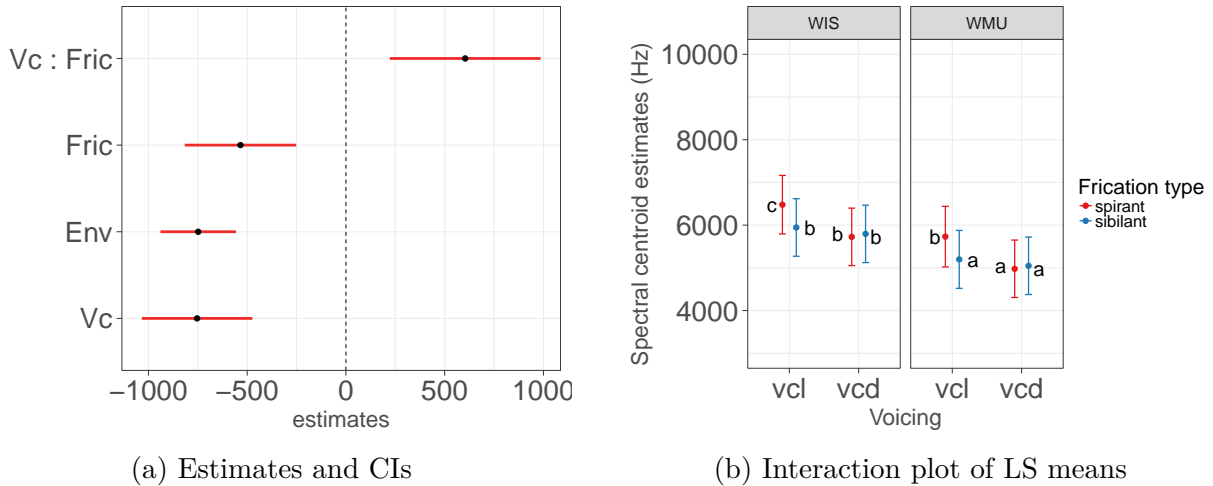 Vc : Fric
Fric
Env
Vc
−1000
−500
0
500
1000
estimates
(a) Estimates and CIs
Spectral centroid estimates (Hz)
10000
8000
6000
4000
WIS
WMU
c
b
b
b
b
a
a
a
vcl
vcd
vcl
vcd
Voicing
Frication type
spirant
sibilant
(b) Interaction plot of LS means